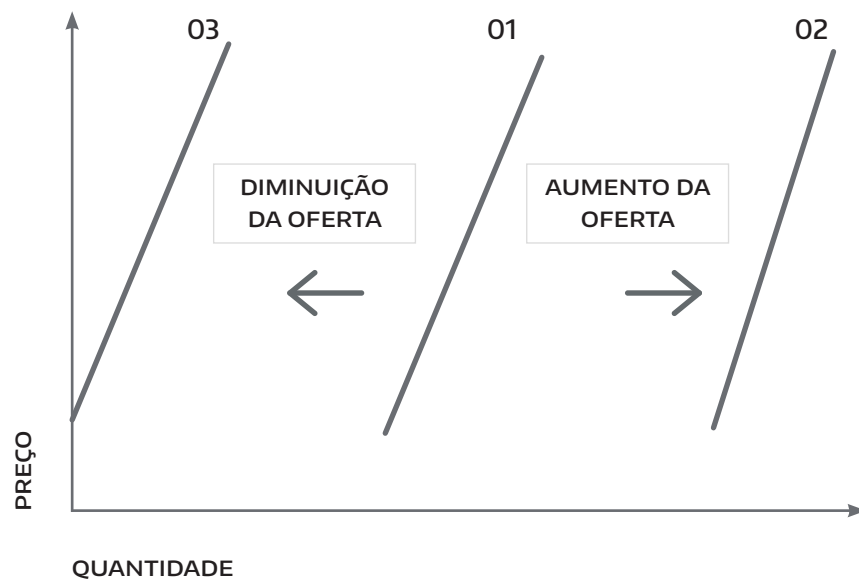 03
01
02
DIMINUIÇÃO
DA OFERTA
AUMENTO DA
OFERTA
PREÇO
QUANTIDADE